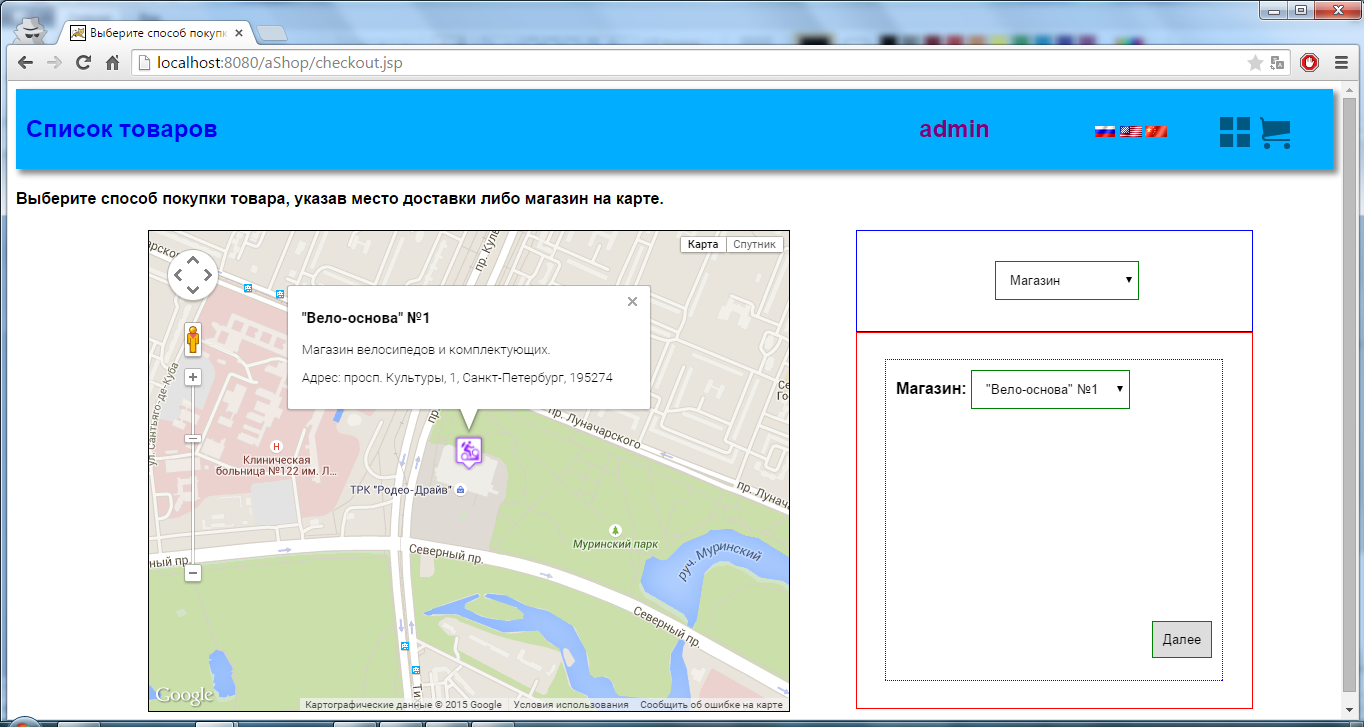 Выберите способ покупк
localhost:8080/aShop/checkout.jsp
Список товаров
admin
Выберите способ покупки товара, указав место доставки либо магазин на карте.
Карта
Спутник
"Вело-основа" №1
Магазин велосипедов и комплектующих.
Адрес: просп. Культуры, 1, Санкт-Петербург, 195274
пр. Куль
ул. Сантьяго-де-Куба
пр. Луначарского
пр. Луначар
Клиническая
больница №122 им. Л...
ТРК "Родео-Драйв"
Муринский парк
руч. Муринский
Северный пр.
Северный пр.
Google
Картографические данные © 2015 Google
Условия использования
Сообщить об ошибке на карте
Магазин
Магазин:
"Вело-основа" №1
Далее